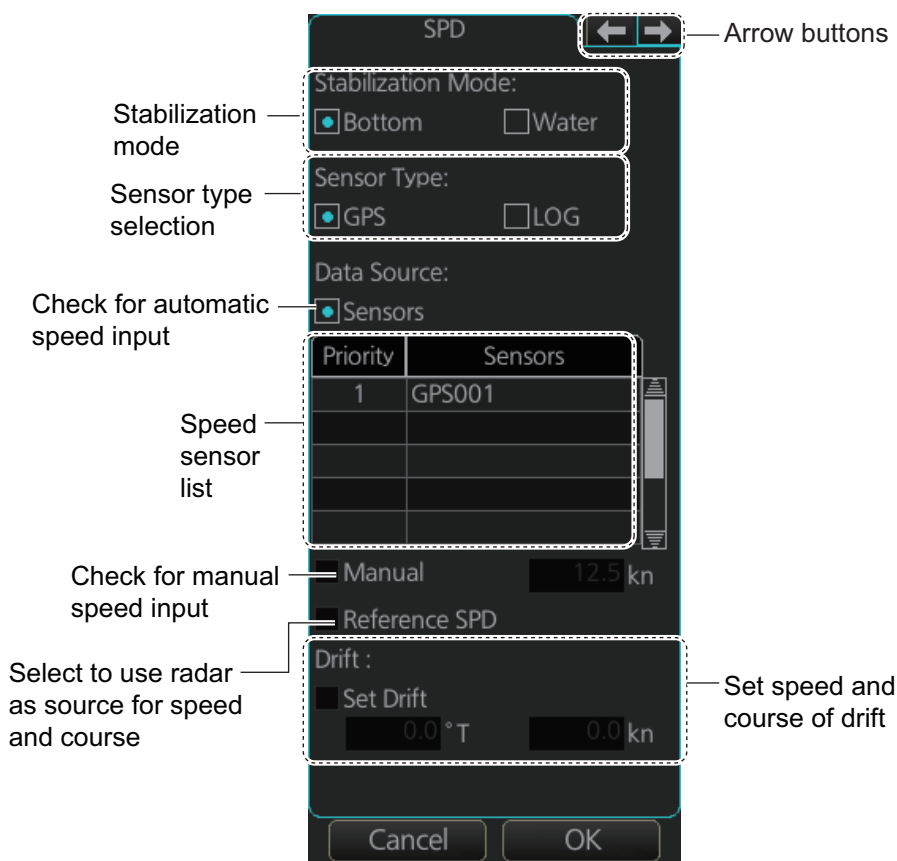 SPD
Arrow buttons
Stabilization Mode:
Bottom Water
Stabilization
mode
Sensor Type:
GPS LOG
Sensor type
selection
Data Source:
Sensors
Check for automatic
speed input
Priority Sensors
1 GPS001
Speed
sensor
list
Manual 12.5 kn
Check for manual
speed input
Reference SPD
Select to use radar
as source for speed
and course
Drift :
Set Drift
0.0 °T 0.0 kn
Set speed and
course of drift
Cancel OK